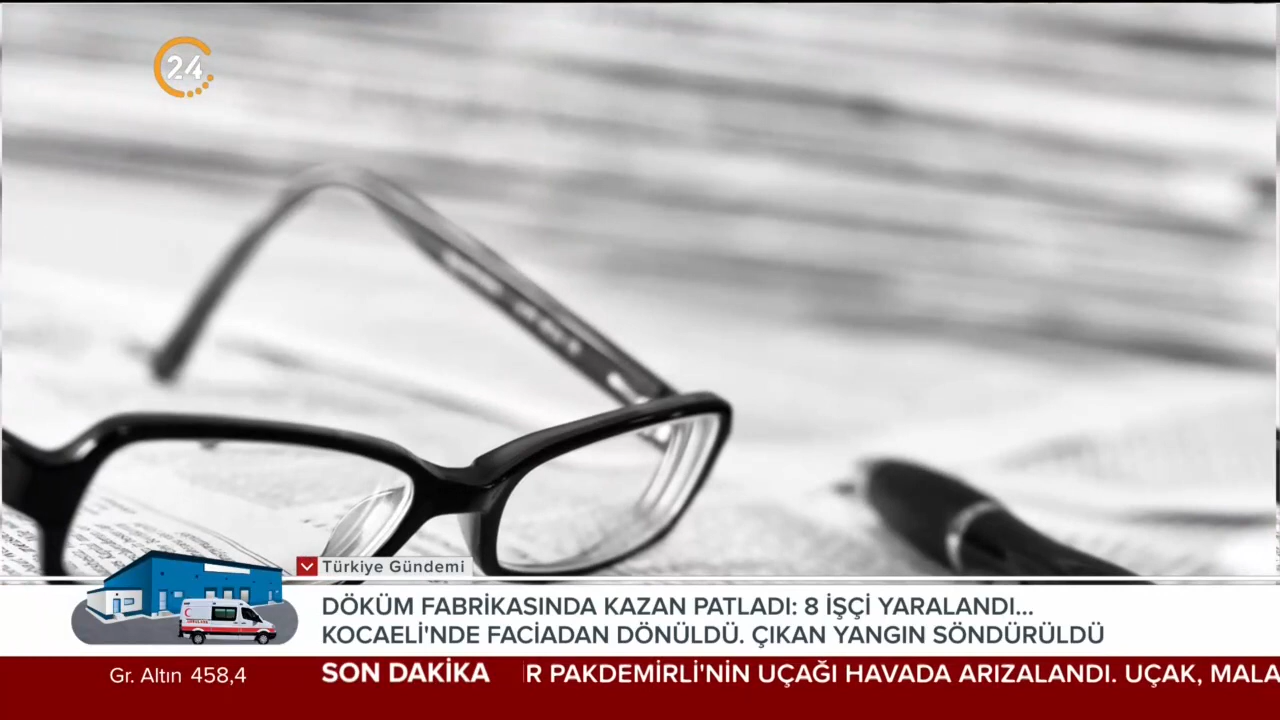 24
Türkiye Gündemi
DÖKÜM FABRİKASINDA KAZAN PATLADI: 8 İŞÇİ YARALANDI...
KOCAELİ'NDE FACİADAN DÖNÜLDÜ. ÇIKAN YANGIN SÖNDÜRÜLDÜ
Gr. Altın 458,4
SON DAKİKA
R PAKDEMİRLİ'NİN UÇAĞI HAVADA ARIZALANDI. UÇAK, MALA